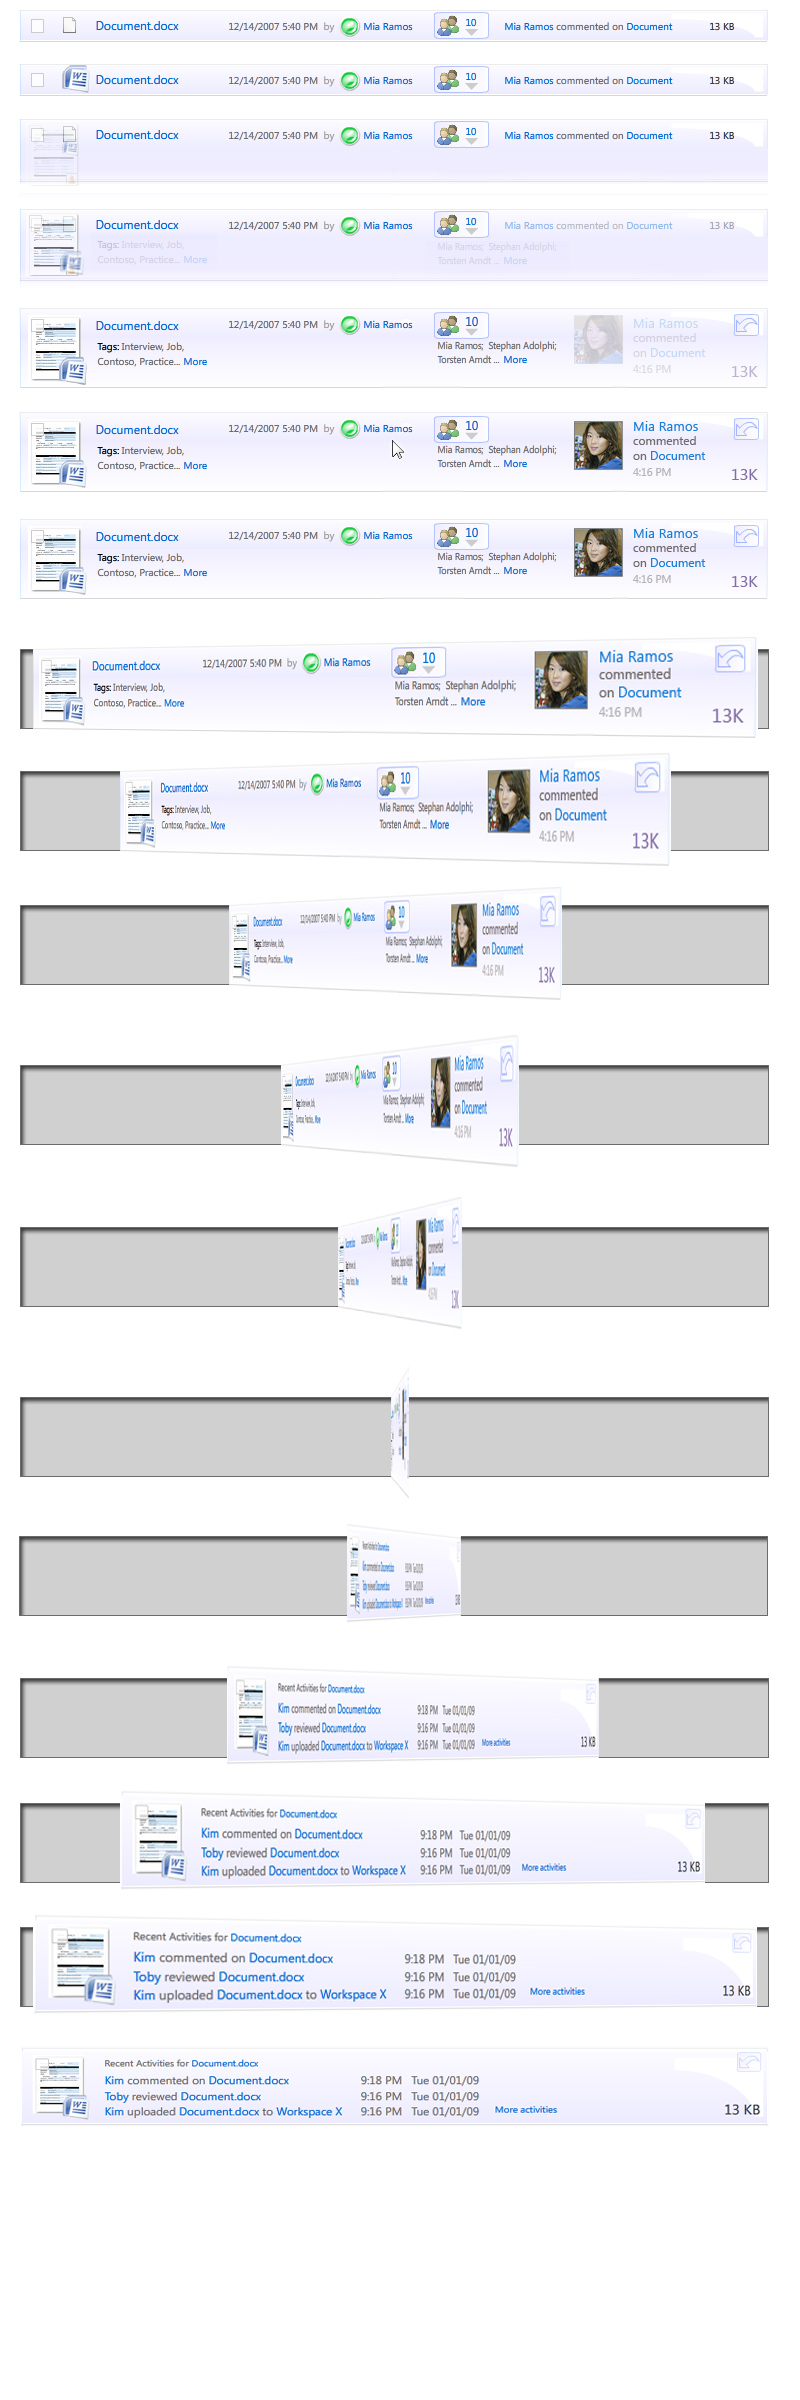 Document.docx 12/14/2007 5:40 PM by Mia Ramos 10 Mia Ramos commented on Document 13 KB
Document.docx 12/14/2007 5:40 PM by Mia Ramos 10 Mia Ramos commented on Document 13 KB
Document.docx 12/14/2007 5:40 PM by Mia Ramos 10 Mia Ramos commented on Document 13 KB
Document.docx 12/14/2007 5:40 PM by Mia Ramos 10 Mia Ramos commented on Document 13 KB
Tags: Interview, Job, Mia Ramos; Stephan Adolphi;
Contoso, Practice... More Torsten Arndt ... More
Document.docx 12/14/2007 5:40 PM by Mia Ramos 10 Mia Ramos
commented
Tags: Interview, Job, Mia Ramos; Stephan Adolphi; on Document
Contoso, Practice... More Torsten Arndt ... More 4:16 PM 13K
Document.docx 12/14/2007 5:40 PM by Mia Ramos 10 Mia Ramos
commented
Tags: Interview, Job, Mia Ramos; Stephan Adolphi; on Document
Contoso, Practice... More Torsten Arndt ... More 4:16 PM 13K
Document.docx 12/14/2007 5:40 PM by Mia Ramos 10 Mia Ramos
commented
Tags: Interview, Job, Mia Ramos; Stephan Adolphi; on Document
Contoso, Practice... More Torsten Arndt ... More 4:16 PM 13K
Document.docx 12/14/2007 5:40 PM by Mia Ramos 10 Mia Ramos
commented
Tags: Interview, Job, Mia Ramos; Stephan Adolphi; on Document
Contoso, Practice... More Torsten Arndt ... More 4:16 PM 13K
Document.docx 12/14/2007 5:40 PM by Mia Ramos 10 Mia Ramos
commented
Tags: Interview, Job, Mia Ramos; Stephan Adolphi; on Document
Contoso, Practice... More Torsten Arndt ... More 4:16 PM 13K
Document.docx 12/14/2007 5:40 PM by Mia Ramos 10 Mia Ramos
commented
Tags: Interview, Job, Mia Ramos; Stephan Adolphi; on Document
Contoso, Practice... More Torsten Arndt ... More 4:16 PM 13K
Document.docx 12/14/2007 5:40 PM by Mia Ramos 10 Mia Ramos
commented
Tags: Interview, Job, Mia Ramos; Stephan Adolphi; on Document
Contoso, Practice... More Torsten Arndt ... More 4:16 PM 13K
Mia Ramos
commented
on Document
13K
Recent Activities for Document.docx
Kim commented on Document.docx
Toby reviewed Document.docx
Kim uploaded Document.docx to Workspace X
Recent Activities for Document.docx
Kim commented on Document.docx 9:18 PM Tue 01/01/09
Toby reviewed Document.docx 9:16 PM Tue 01/01/09
Kim uploaded Document.docx to Workspace X 9:16 PM Tue 01/01/09 More activities 13 KB
Recent Activities for Document.docx
Kim commented on Document.docx 9:18 PM Tue 01/01/09
Toby reviewed Document.docx 9:16 PM Tue 01/01/09
Kim uploaded Document.docx to Workspace X 9:16 PM Tue 01/01/09 More activities 13 KB
Recent Activities for Document.docx
Kim commented on Document.docx 9:18 PM Tue 01/01/09
Toby reviewed Document.docx 9:16 PM Tue 01/01/09
Kim uploaded Document.docx to Workspace X 9:16 PM Tue 01/01/09 More activities 13 KB
Recent Activities for Document.docx
Kim commented on Document.docx 9:18 PM Tue 01/01/09
Toby reviewed Document.docx 9:16 PM Tue 01/01/09
Kim uploaded Document.docx to Workspace X 9:16 PM Tue 01/01/09 More activities 13 KB